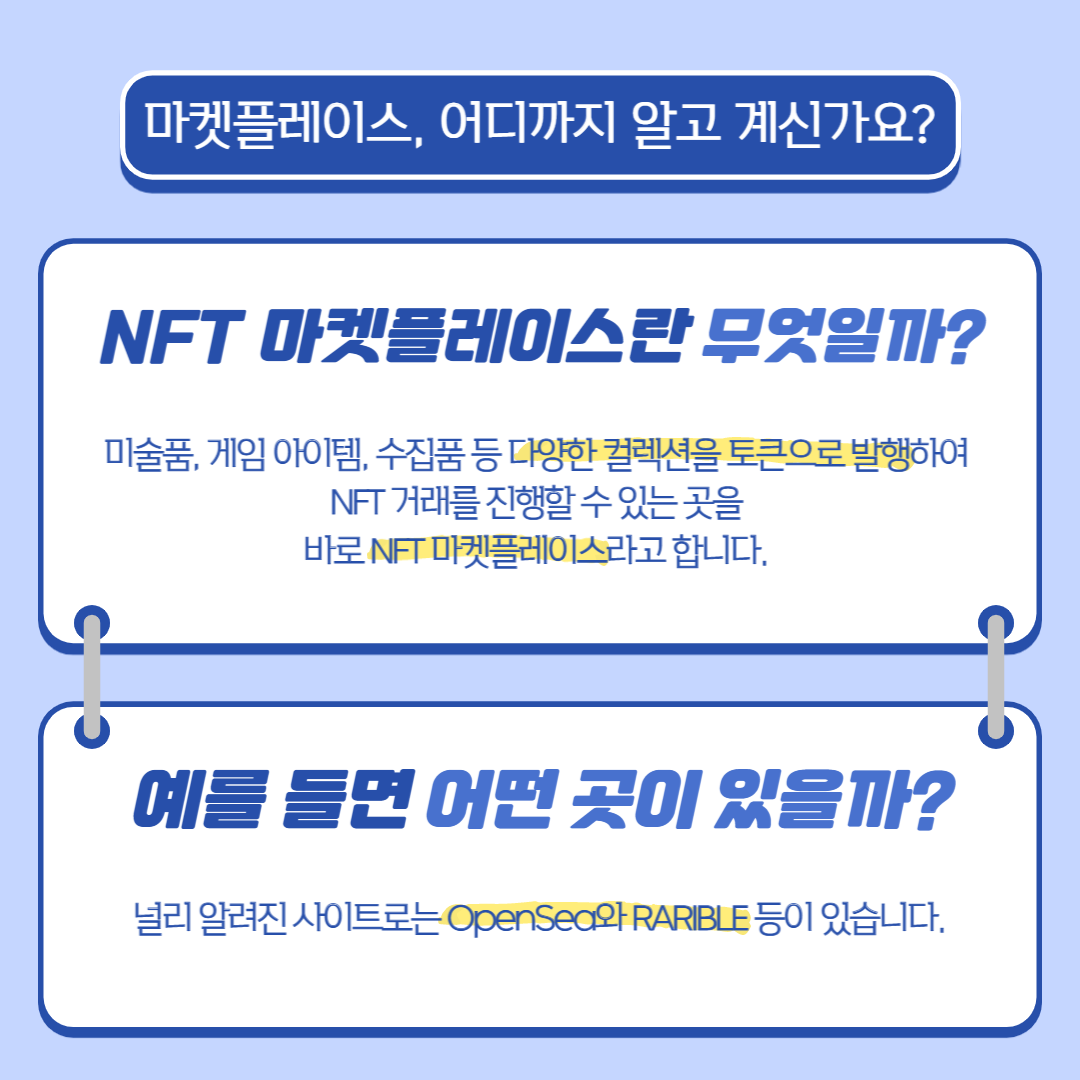 마켓플레이스, 어디까지 알고 계신가요?
NFT 마켓플레이스란 무엇일까?
미술품, 게임 아이템, 수집품 등 다양한 컬렉션을 토큰으로 발행하여
NFT 거래를 진행할 수 있는 곳을
바로 NFT 마켓플레이스라고 합니다.
예를 들면 어떤 곳이 있을까?
널리 알려진 사이트로는 OpenSea와 RARIBLE 등이 있습니다.